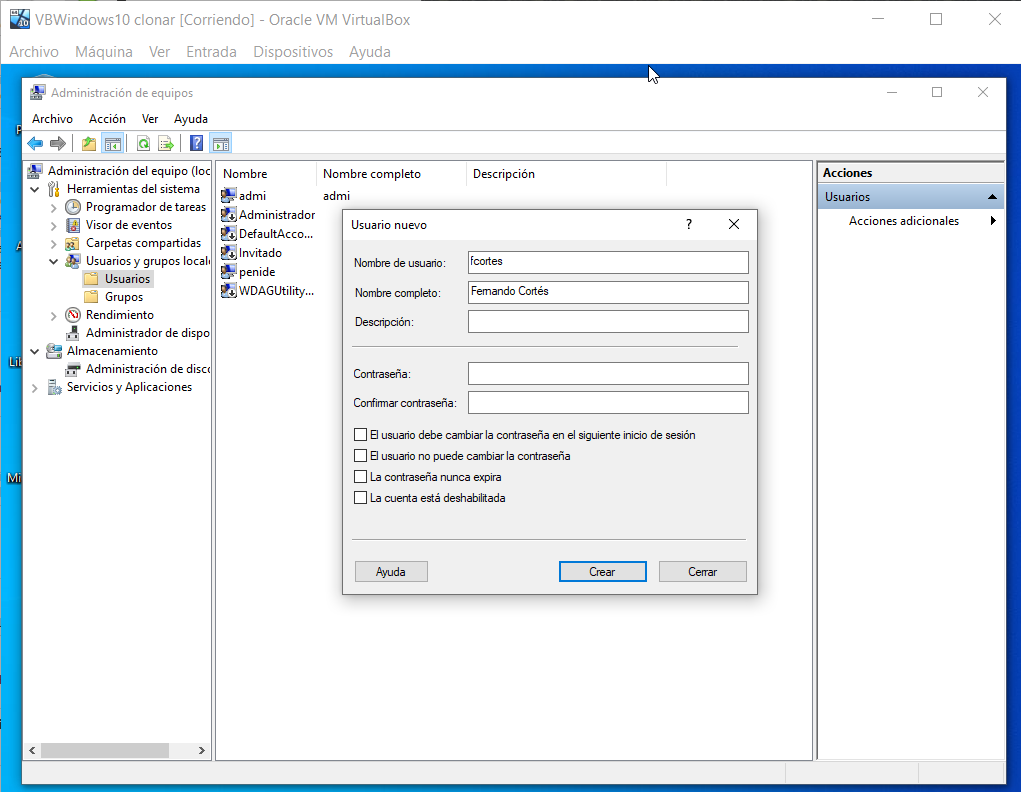 VBWindows10 clonar [Corriendo] - Oracle VM VirtualBox
Archivo Máquina Ver Entrada Dispositivos Ayuda
Administración de equipos
Archivo Acción Ver Ayuda
Administración del equipo (loc
Herramientas del sistema
Programador de tareas
Visor de eventos
Carpetas compartidas
Usuarios y grupos locale
Usuarios
Grupos
Rendimiento
Administrador de dispo
Almacenamiento
Administración de disco
Servicios y Aplicaciones
Nombre Nombre completo Descripción
admi admi
Administrador
DefaultAcco...
Invitado
penide
WDAGUtility...
Acciones
Usuarios
Acciones adicionales
Usuario nuevo
Nombre de usuario: fcortes
Nombre completo: Fernando Cortés
Descripción:
Contraseña:
Confirmar contraseña:
El usuario debe cambiar la contraseña en el siguiente inicio de sesión
El usuario no puede cambiar la contraseña
La contraseña nunca expira
La cuenta está deshabilitada
Ayuda Crear Cerrar